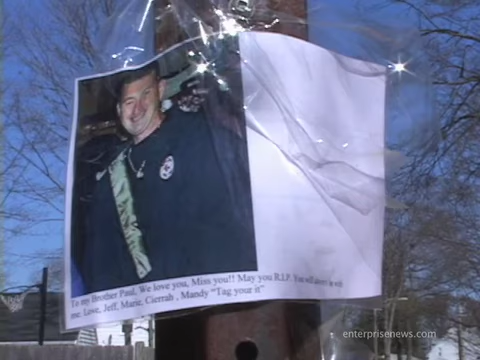 To my Brother Paul, We love you, Miss you!! May you R.I.P. You will always be with
me. Love, Jeff, Marie, Cierrah , Mandy "Tag your it"
enterprisenews.com